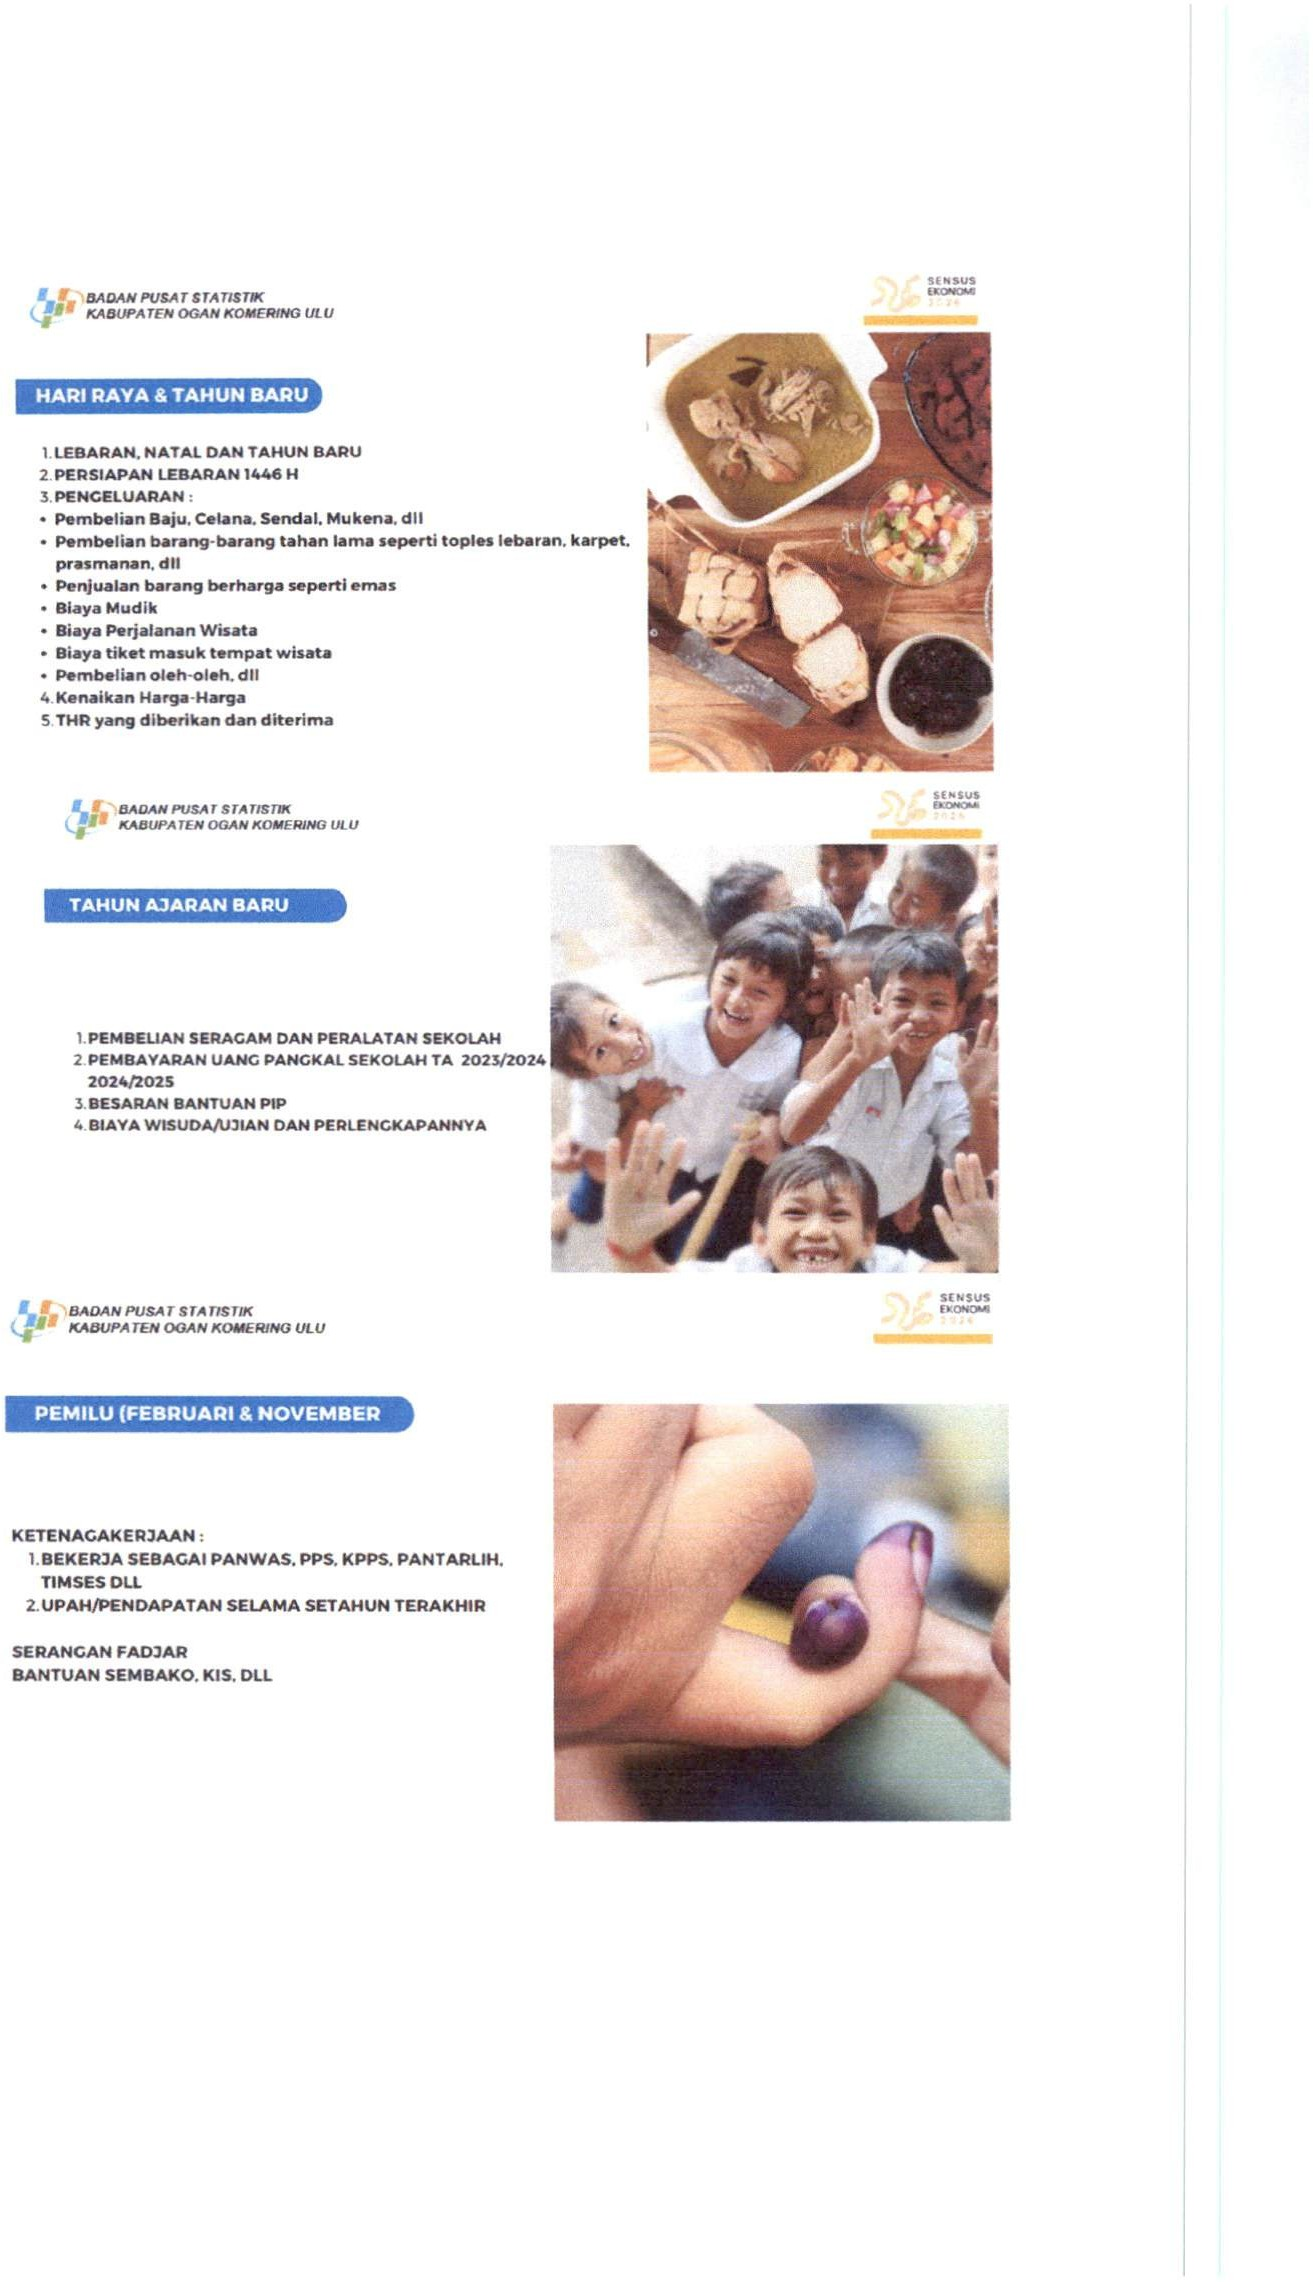 BADAN PUSAT STATISTIK
KABUPATEN OGAN KOMERING ULU
SENSUS
EKONOMI
2026
HARI RAYA & TAHUN BARU
1. LEBARAN, NATAL DAN TAHUN BARU
2. PERSIAPAN LEBARAN 1446 H
3. PENGELUARAN :
• Pembelian Baju, Celana, Sendal, Mukena, dll
• Pembelian barang-barang tahan lama seperti toples lebaran, karpet,
prasmanan, dll
• Penjualan barang berharga seperti emas
• Biaya Mudik
• Biaya Perjalanan Wisata
• Biaya tiket masuk tempat wisata
• Pembelian oleh-oleh, dll
4. Kenaikan Harga-Harga
5. THR yang diberikan dan diterima
BADAN PUSAT STATISTIK
KABUPATEN OGAN KOMERING ULU
SENSUS
EKONOMI
2026
TAHUN AJARAN BARU
1. PEMBELIAN SERAGAM DAN PERALATAN SEKOLAH
2. PEMBAYARAN UANG PANGKAL SEKOLAH TA 2023/2024
2024/2025
3. BESARAN BANTUAN PIP
4. BIAYA WISUDA/UJIAN DAN PERLENGKAPANNYA
BADAN PUSAT STATISTIK
KABUPATEN OGAN KOMERING ULU
SENSUS
EKONOMI
2026
PEMILU (FEBRUARI & NOVEMBER
KETENAGAKERJAAN :
1. BEKERJA SEBAGAI PANWAS, PPS, KPPS, PANTARLIH,
TIMSES DLL
2. UPAH/PENDAPATAN SELAMA SETAHUN TERAKHIR
SERANGAN FADJAR
BANTUAN SEMBAKO, KIS, DLL